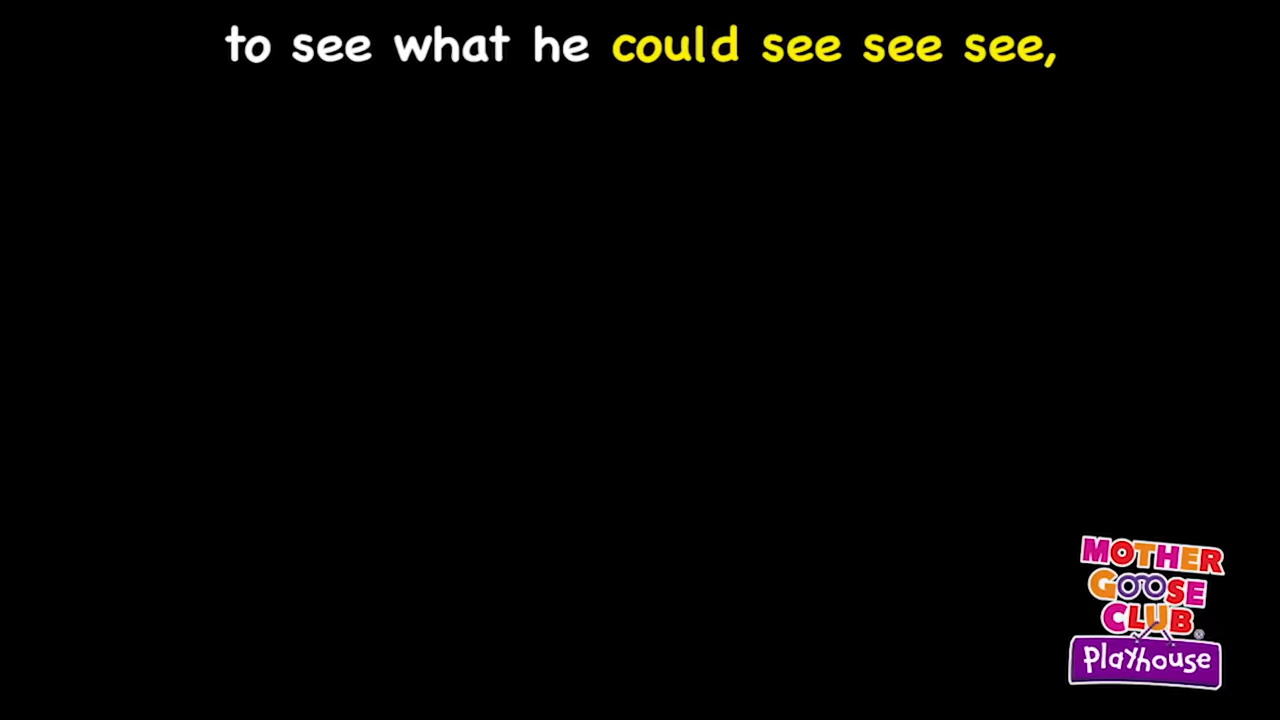 to see what he could see see see,
MOTHER
GOOSE
CLUB®
Playhouse